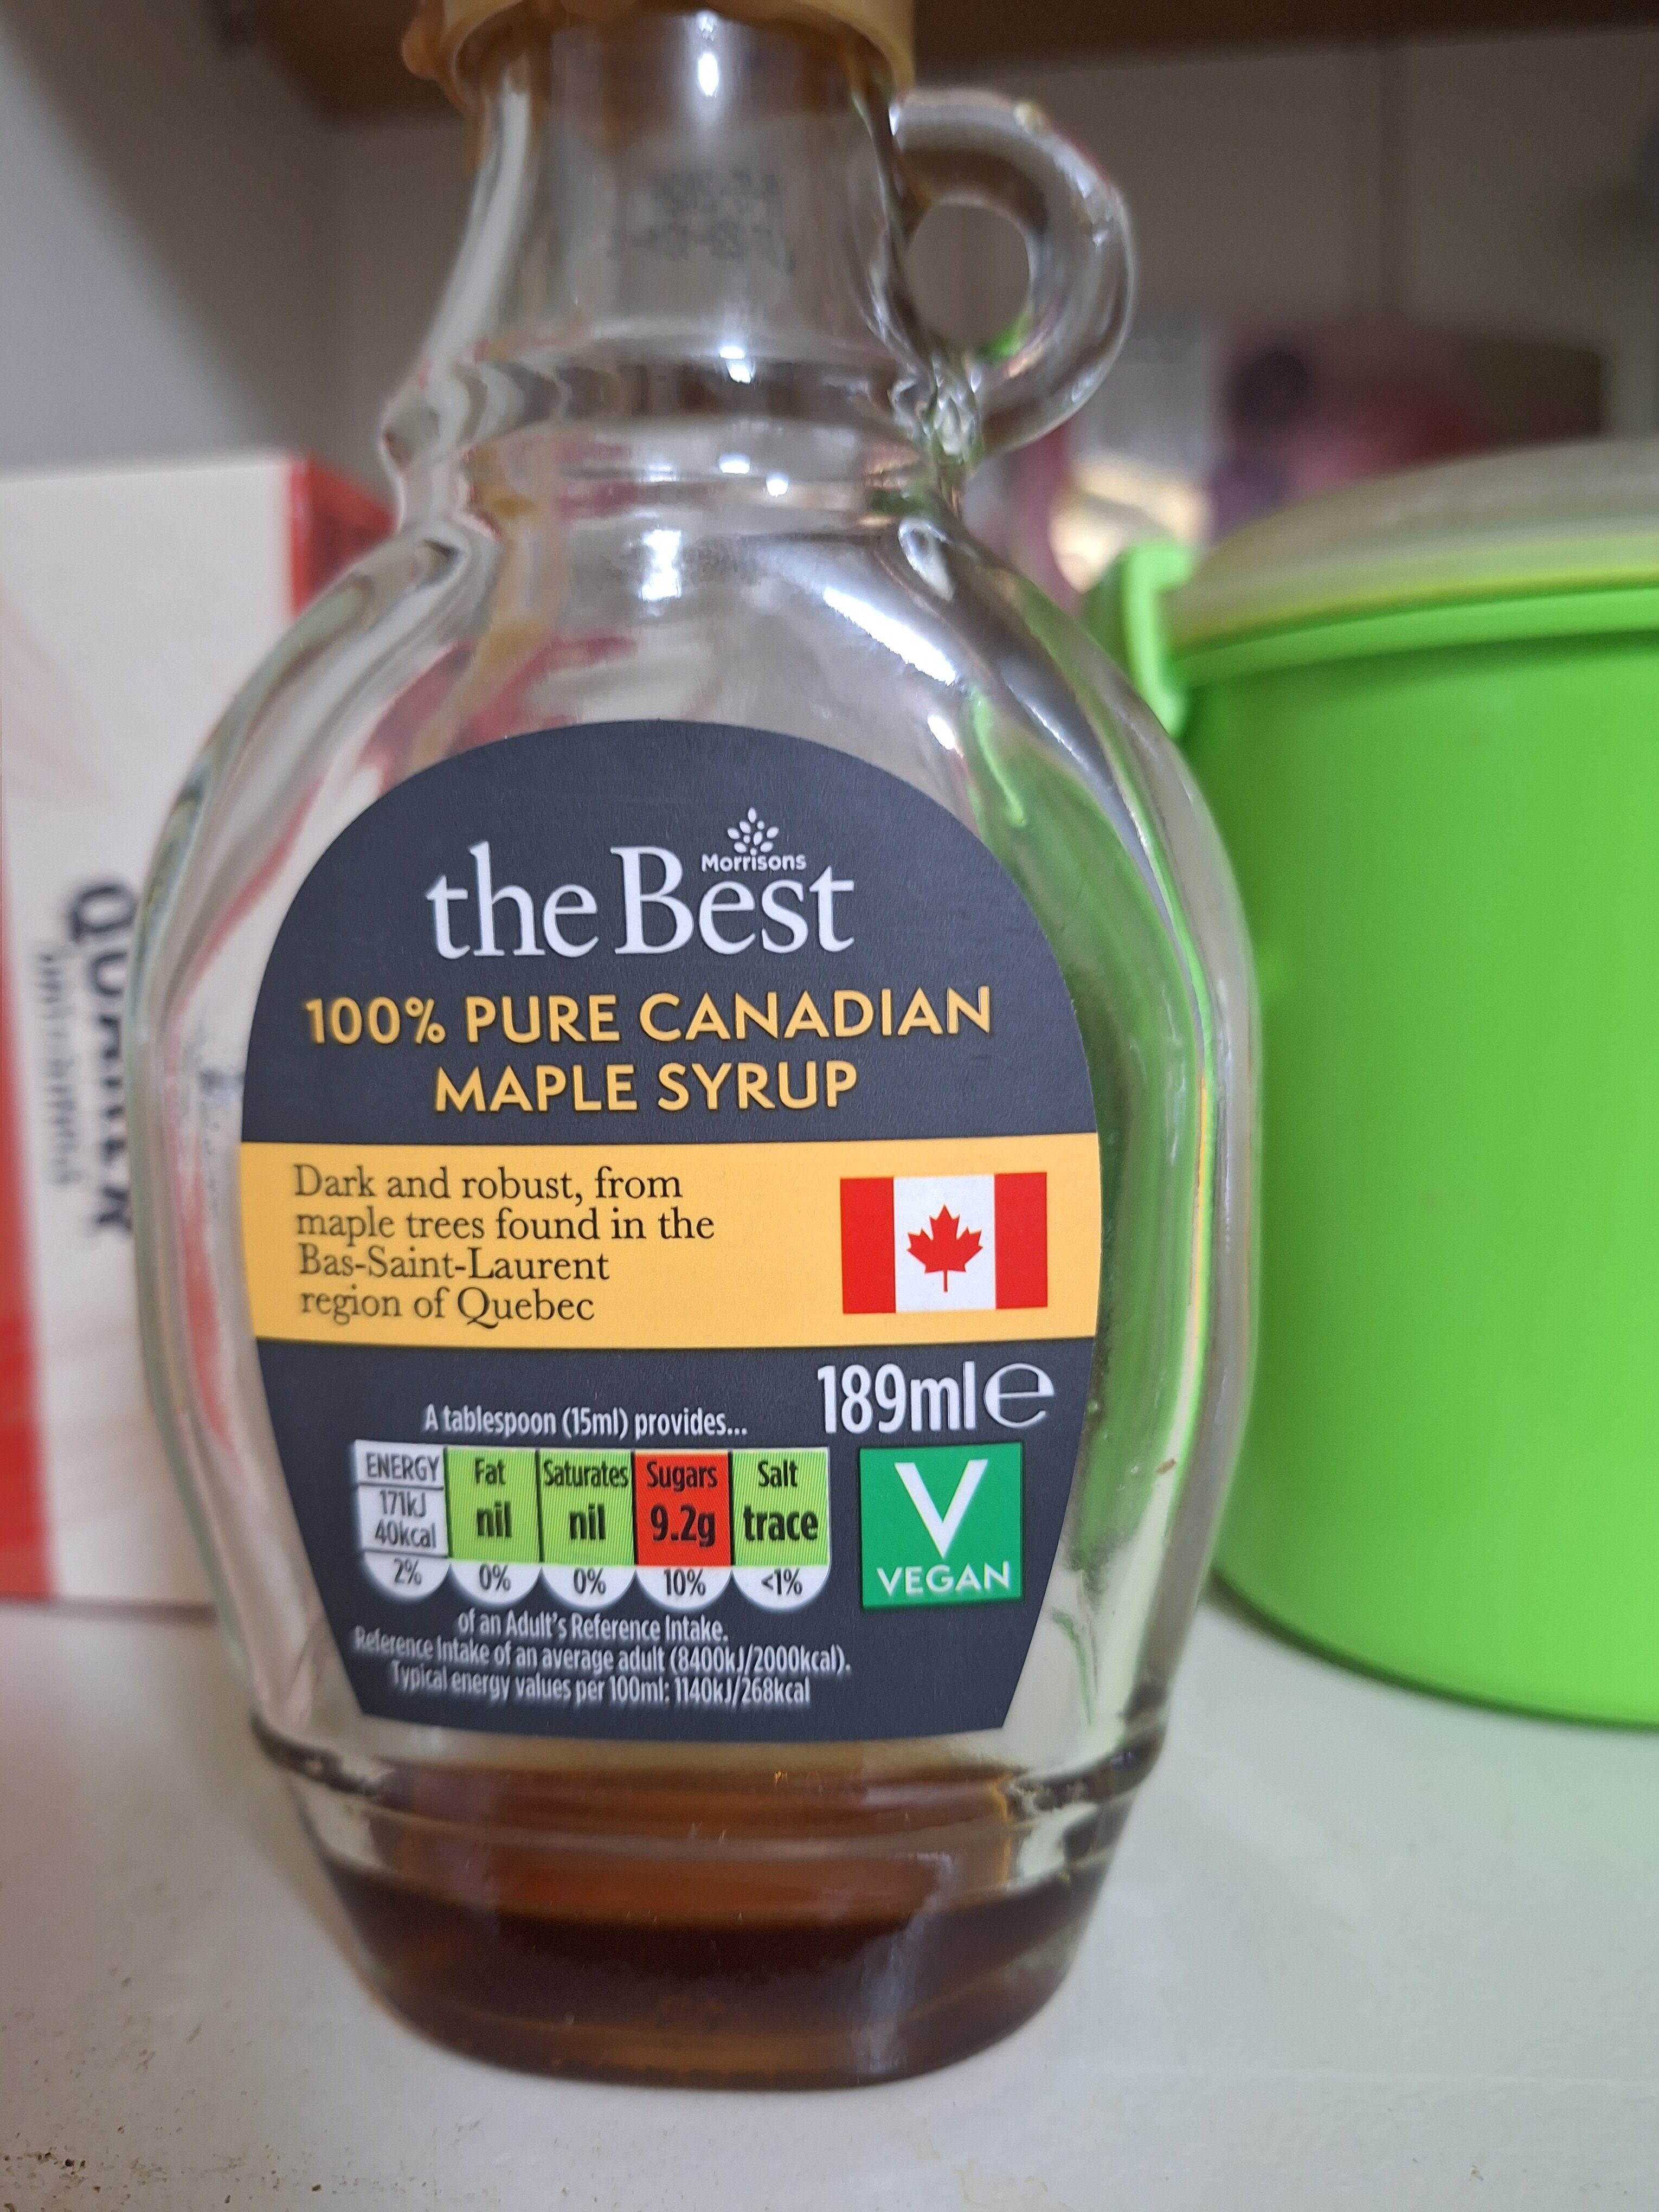 Morrisons
the Best
100% PURE CANADIAN
MAPLE SYRUP
Dark and robust, from
maple trees found in the
Bas-Saint-Laurent
region of Quebec
189ml℮
A tablespoon (15ml) provides...
ENERGY Fat Saturates Sugars Salt
171kJ
40kcal nil nil 9.2g trace
2% 0% 0% 10% <1%
V
VEGAN
of an Adult's Reference Intake.
Reference Intake of an average adult (8400kJ/2000kcal).
Typical energy values per 100ml: 1140kJ/268kcal